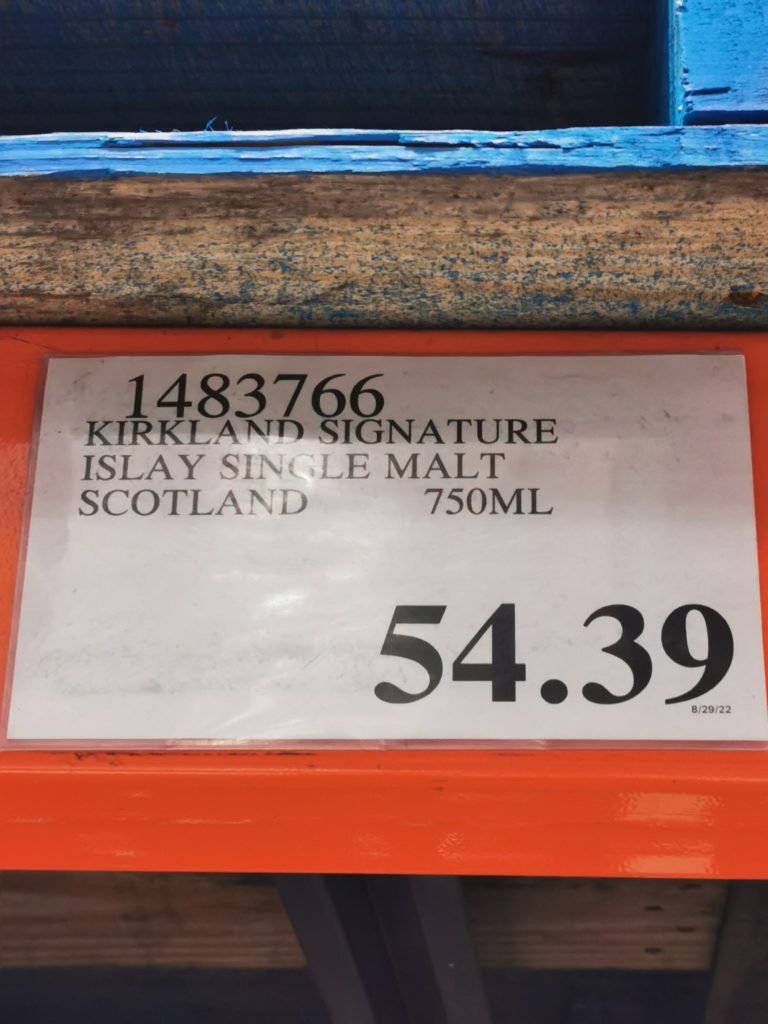 1483766
KIRKLAND SIGNATURE
ISLAY SINGLE MALT
SCOTLAND 750ML
54.39
8/29/22